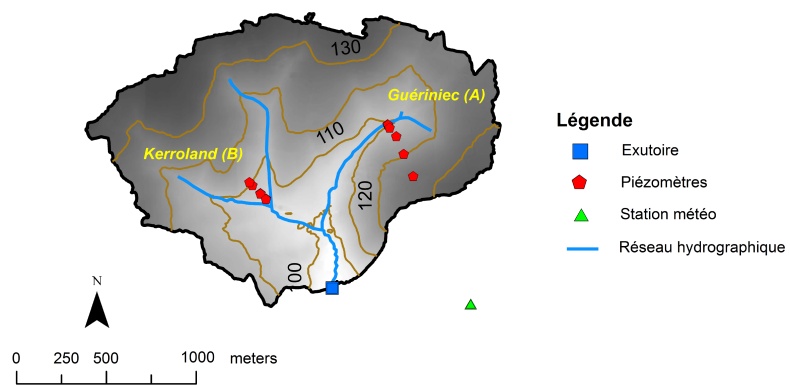 130
Guériniec (A)
110
Kerroland (B)
120
100
Légende
Exutoire
Piézomètres
Station météo
Réseau hydrographique
N
0 250 500 1000 meters